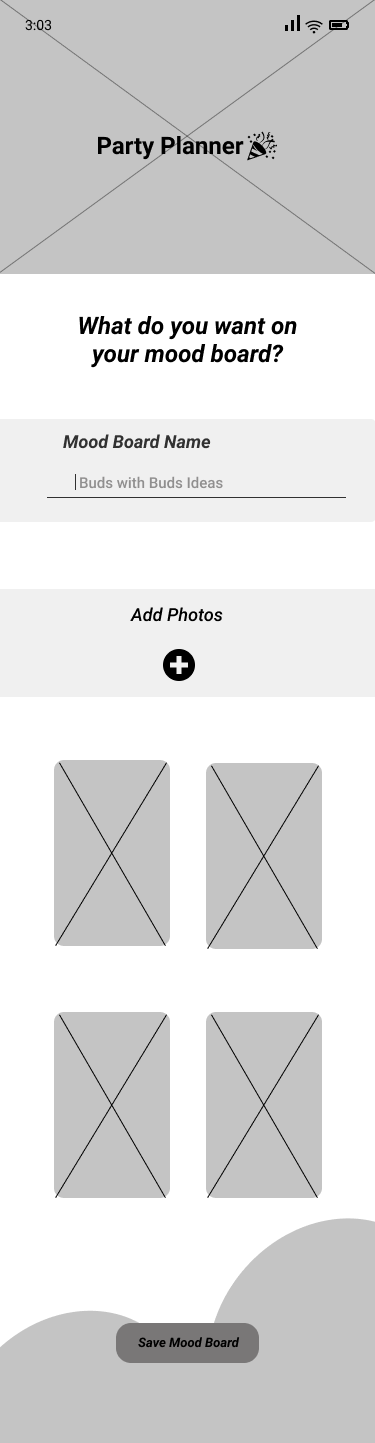 3:03
Party Planner
What do you want on
your mood board?
Mood Board Name
Buds with Buds Ideas
Add Photos
Save Mood Board